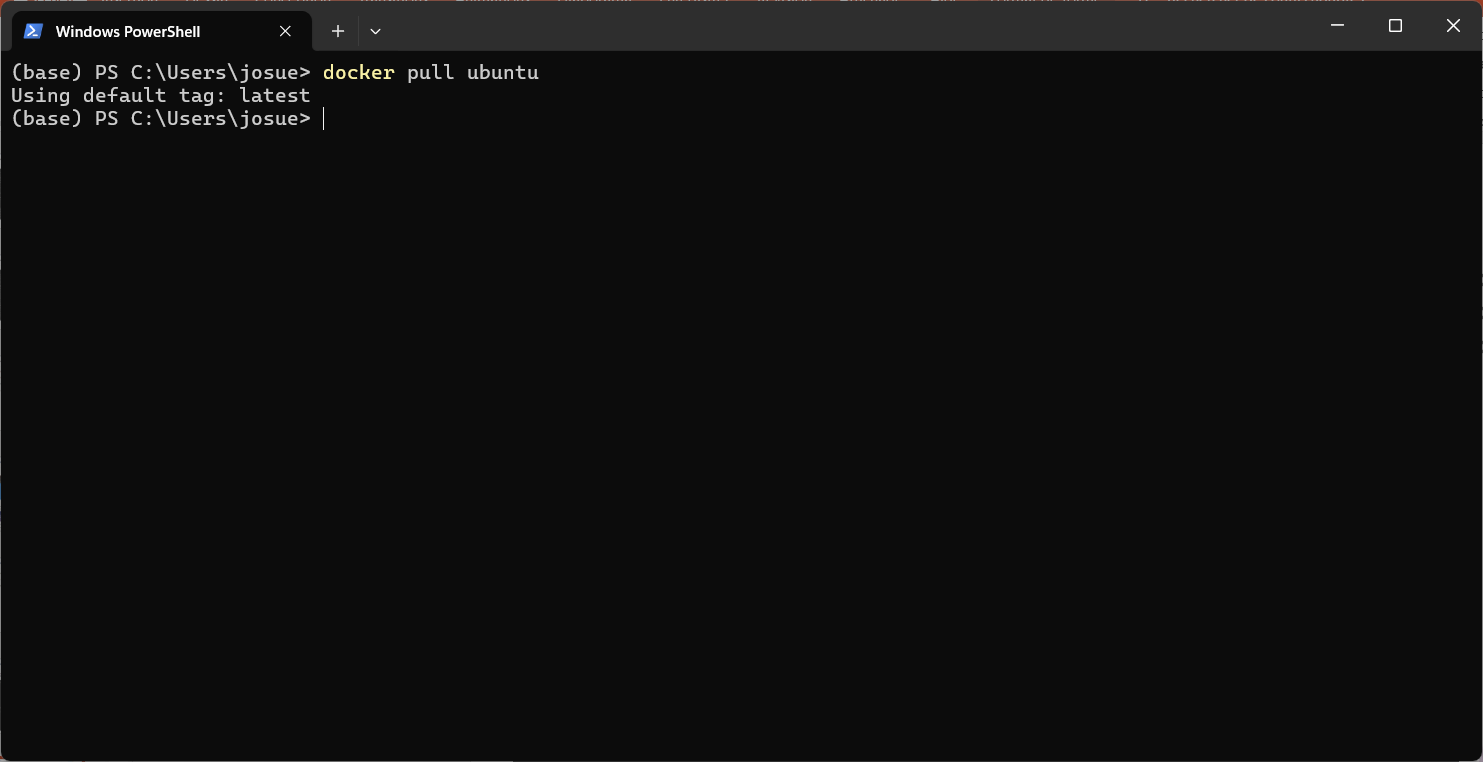 Windows PowerShell
(base) PS C:\Users\josue> docker pull ubuntu
Using default tag: latest
(base) PS C:\Users\josue>